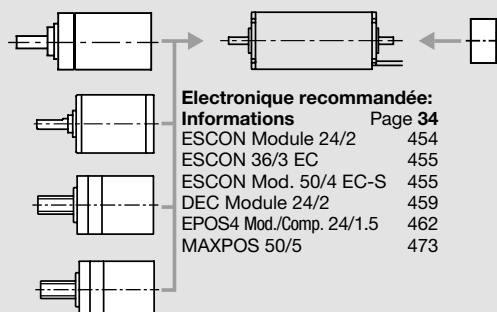 Electronique recommandée:
Informations Page 34
ESCON Module 24/2 454
ESCON 36/3 EC 455
ESCON Mod. 50/4 EC-S 455
DEC Module 24/2 459
EPOS4 Mod./Comp. 24/1.5 462
MAXPOS 50/5 473